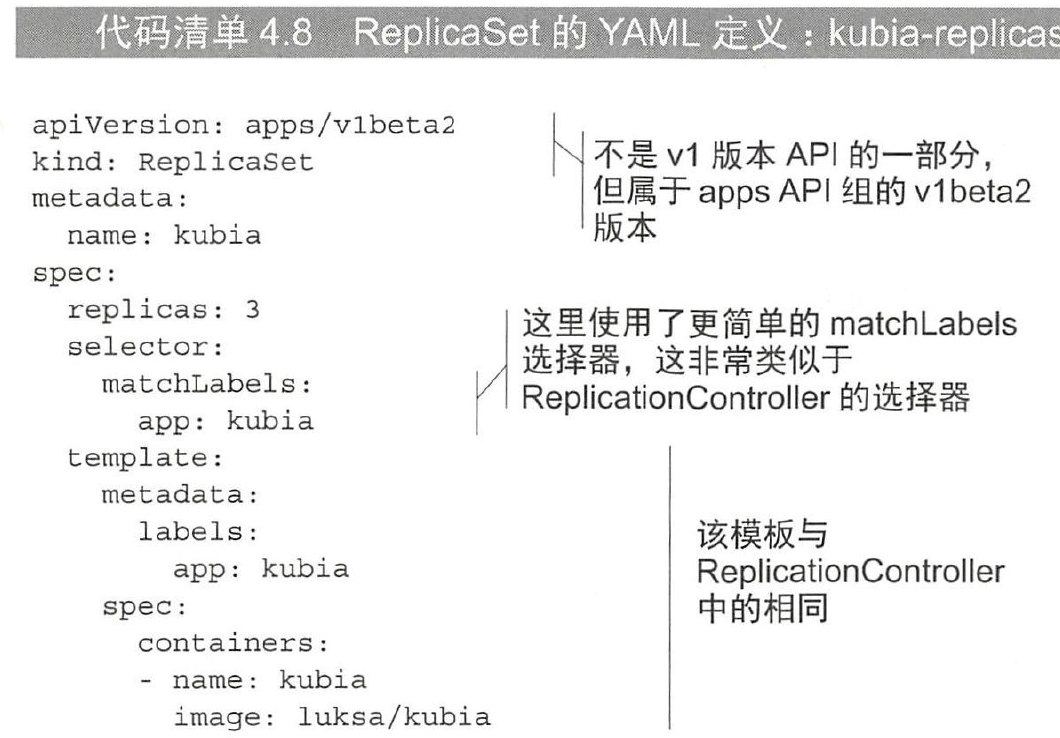 代码清单 4.8 ReplicaSet 的 YAML 定义：kubia-replicas
apiVersion: apps/v1beta2
kind: ReplicaSet
metadata:
  name: kubia
spec:
  replicas: 3
  selector:
    matchLabels:
      app: kubia
  template:
    metadata:
      labels:
        app: kubia
    spec:
      containers:
      - name: kubia
        image: luksa/kubia
不是 v1 版本 API 的一部分，
但属于 apps API 组的 v1beta2
版本
这里使用了更简单的 matchLabels
选择器，这非常类似于
ReplicationController 的选择器
该模板与
ReplicationController
中的相同